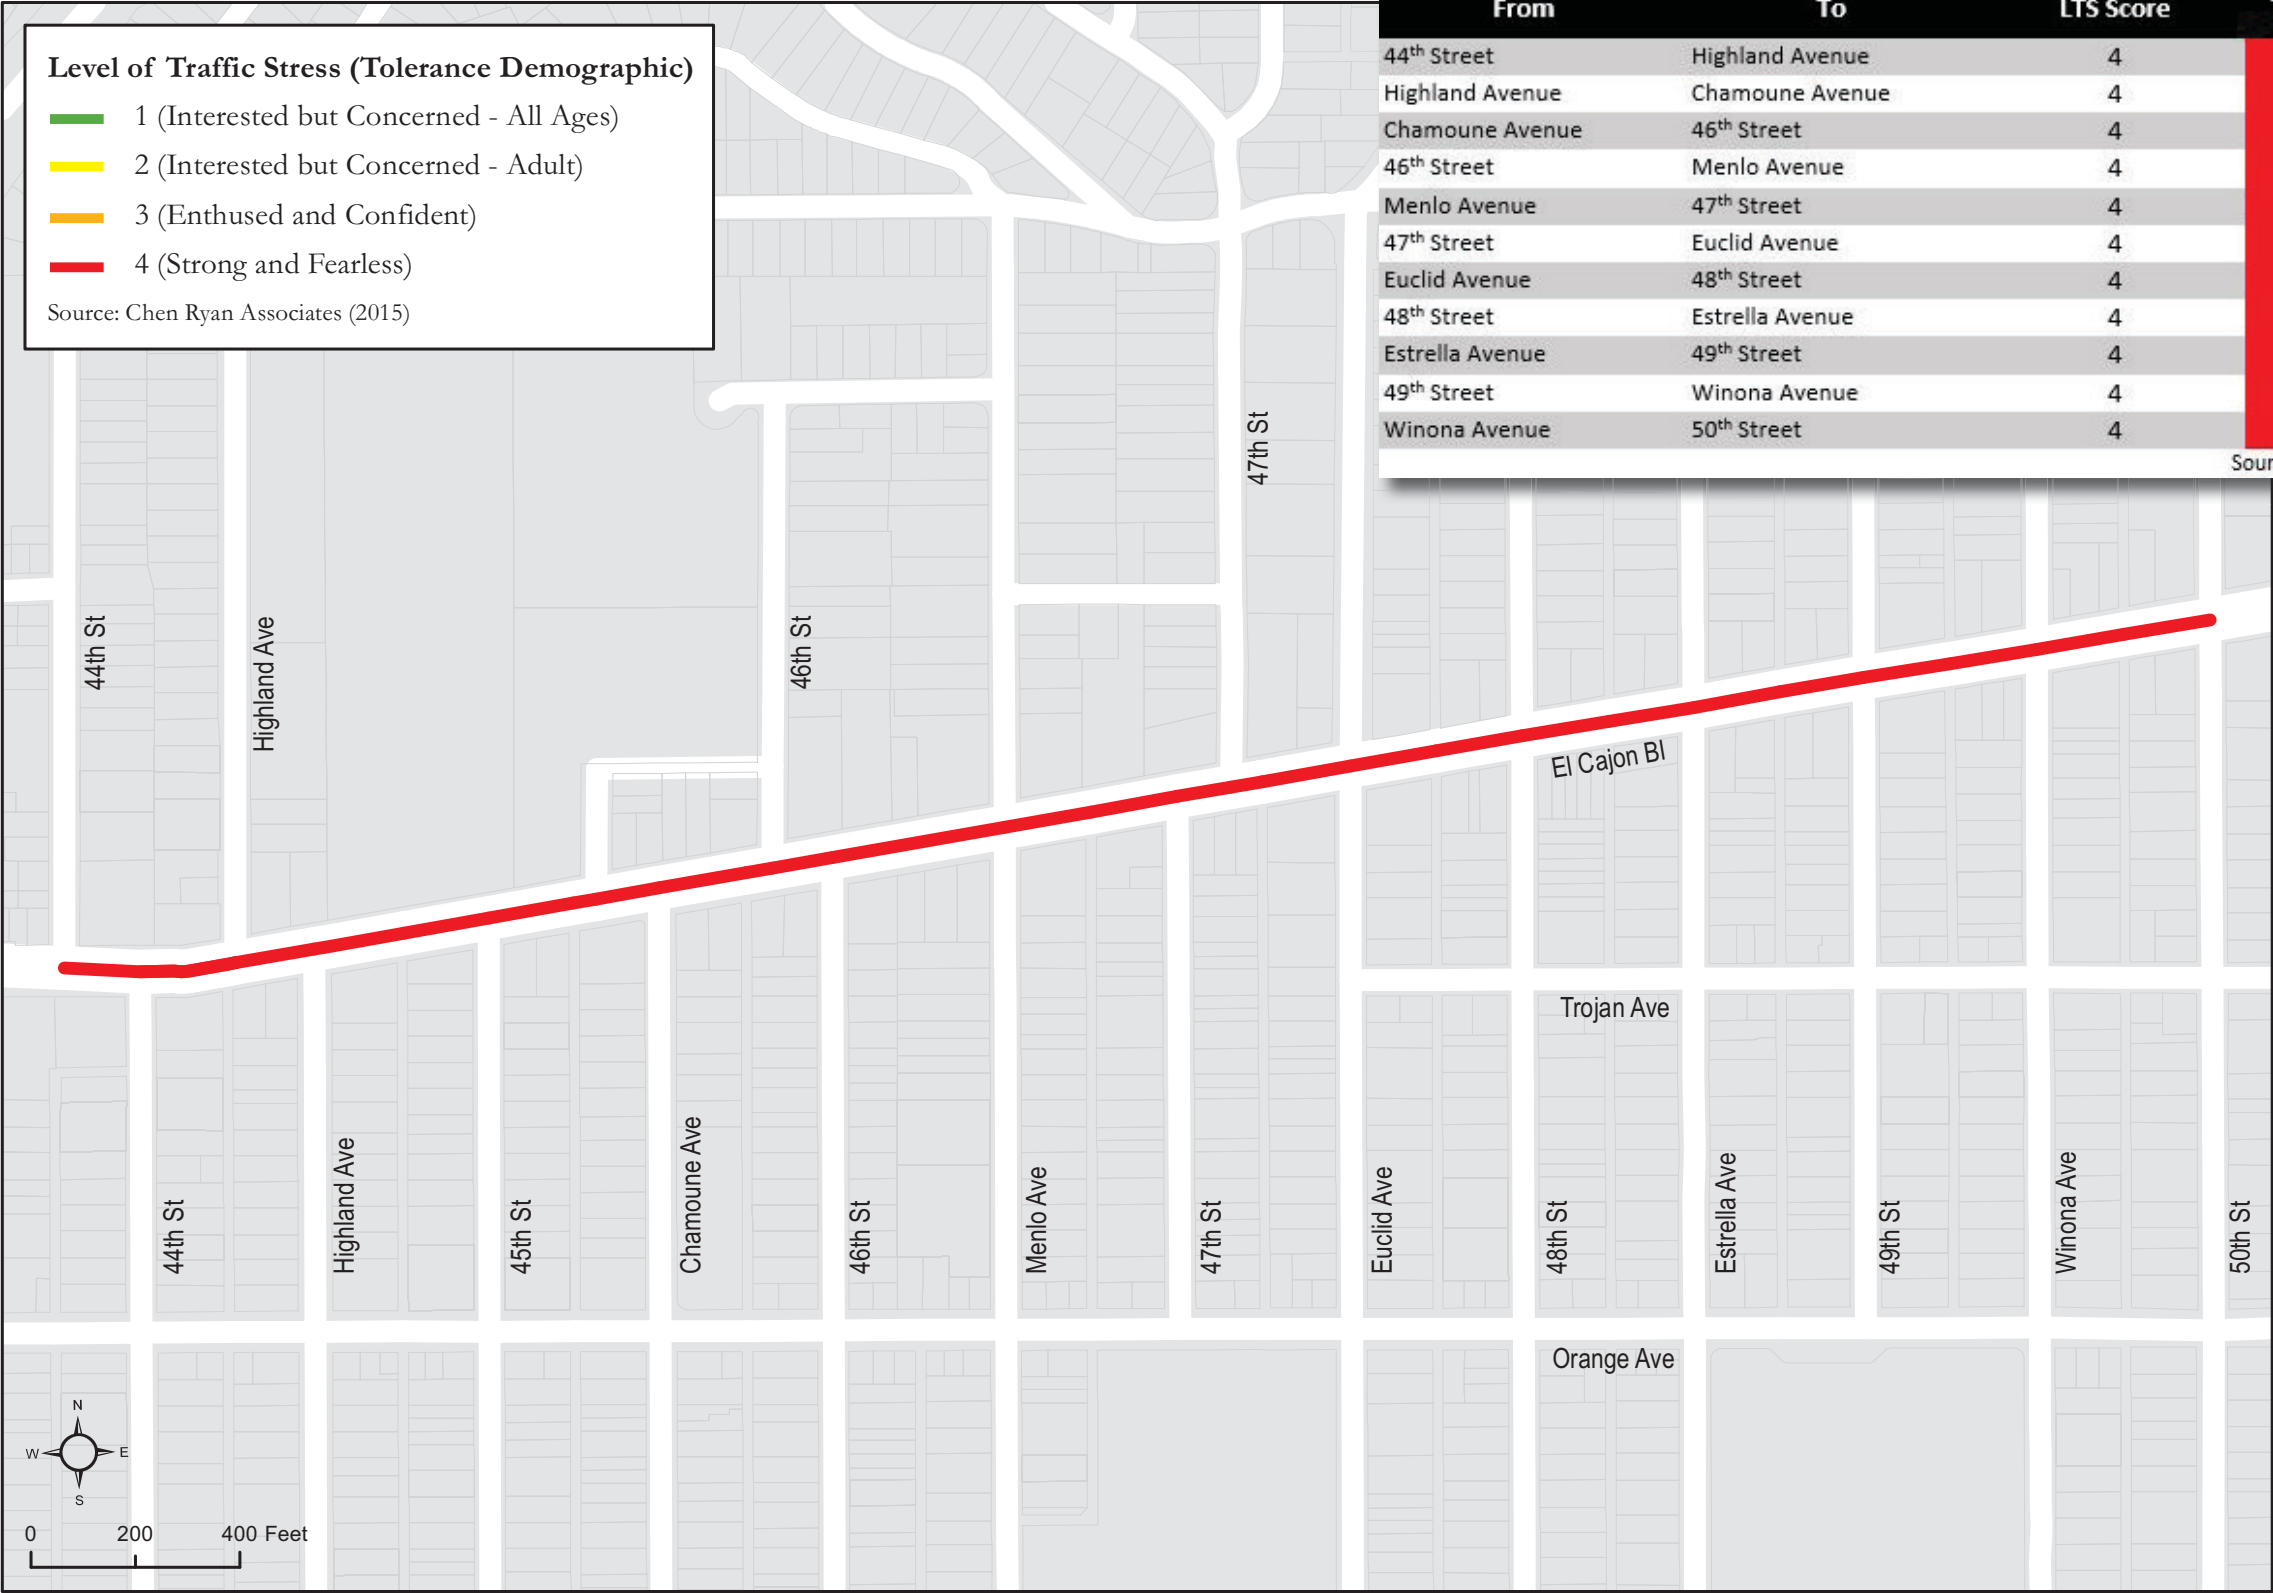 Level of Traffic Stress (Tolerance Demographic)
1 (Interested but Concerned - All Ages)
2 (Interested but Concerned - Adult)
3 (Enthused and Confident)
4 (Strong and Fearless)
Source: Chen Ryan Associates (2015)
From To LTS Score
44th Street Highland Avenue 4
Highland Avenue Chamoune Avenue 4
Chamoune Avenue 46th Street 4
46th Street Menlo Avenue 4
Menlo Avenue 47th Street 4
47th Street Euclid Avenue 4
Euclid Avenue 48th Street 4
48th Street Estrella Avenue 4
Estrella Avenue 49th Street 4
49th Street Winona Avenue 4
Winona Avenue 50th Street 4
Sour
44th St
Highland Ave
46th St
47th St
El Cajon Bl
Trojan Ave
44th St
Highland Ave
45th St
Chamoune Ave
46th St
Menlo Ave
47th St
Euclid Ave
48th St
Estrella Ave
49th St
Winona Ave
50th St
Orange Ave
N
W E
S
0 200 400 Feet